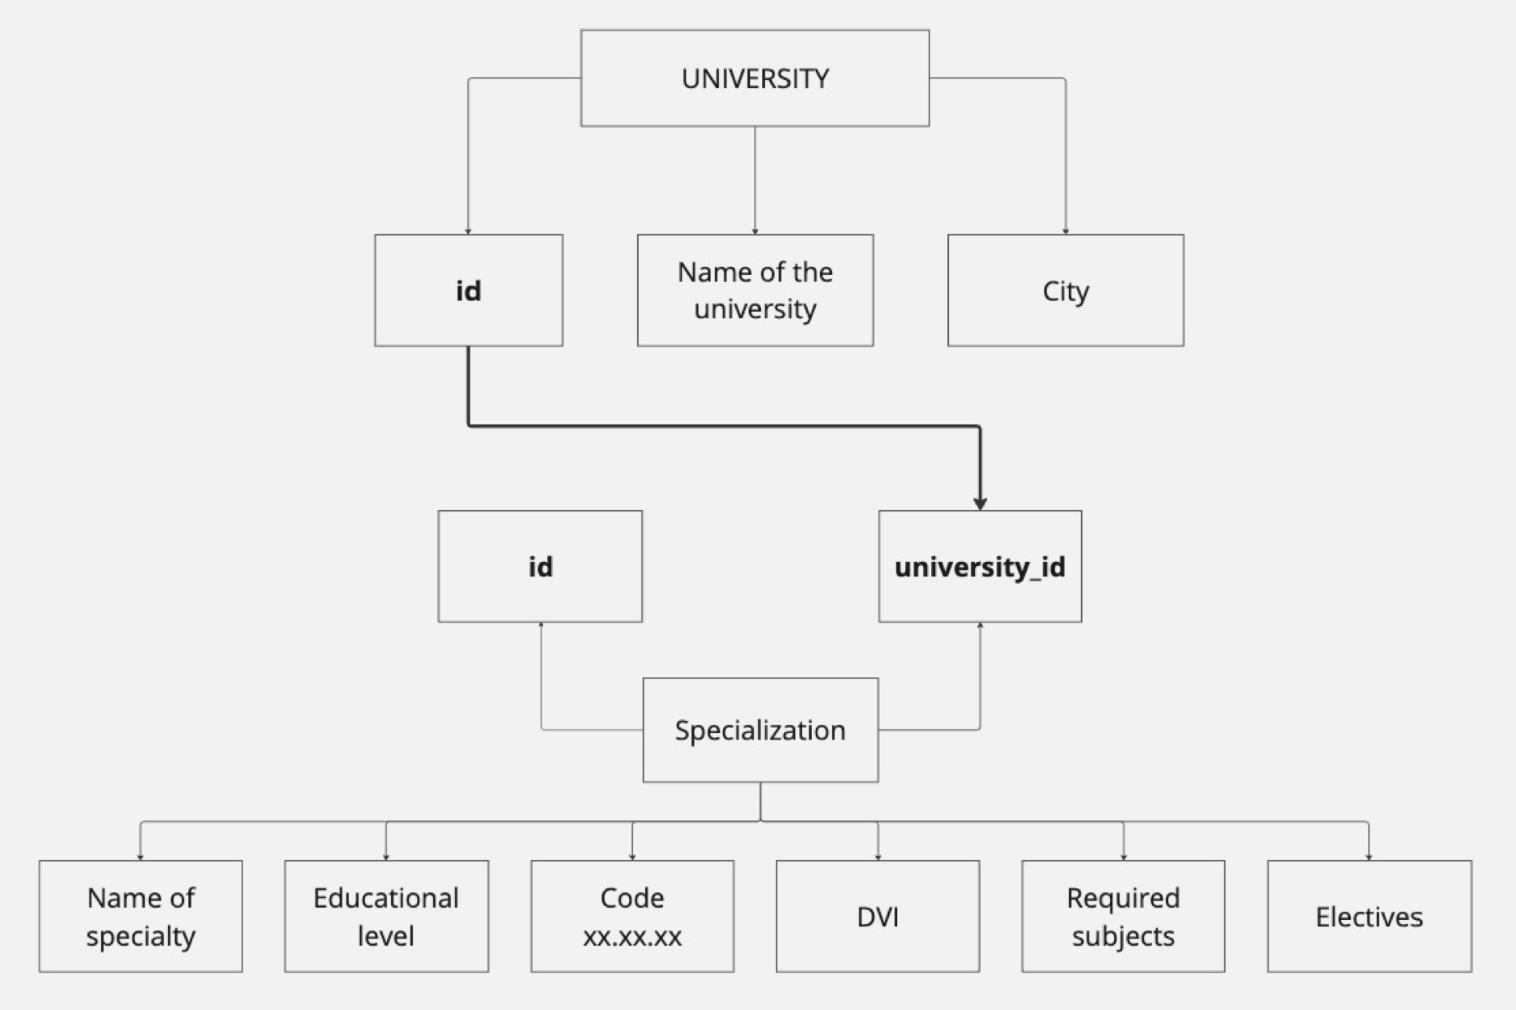 UNIVERSITY
id
Name of the
university
City
id
university_id
Specialization
Name of
specialty
Educational
level
Code
xx.xx.xx
DVI
Required
subjects
Electives